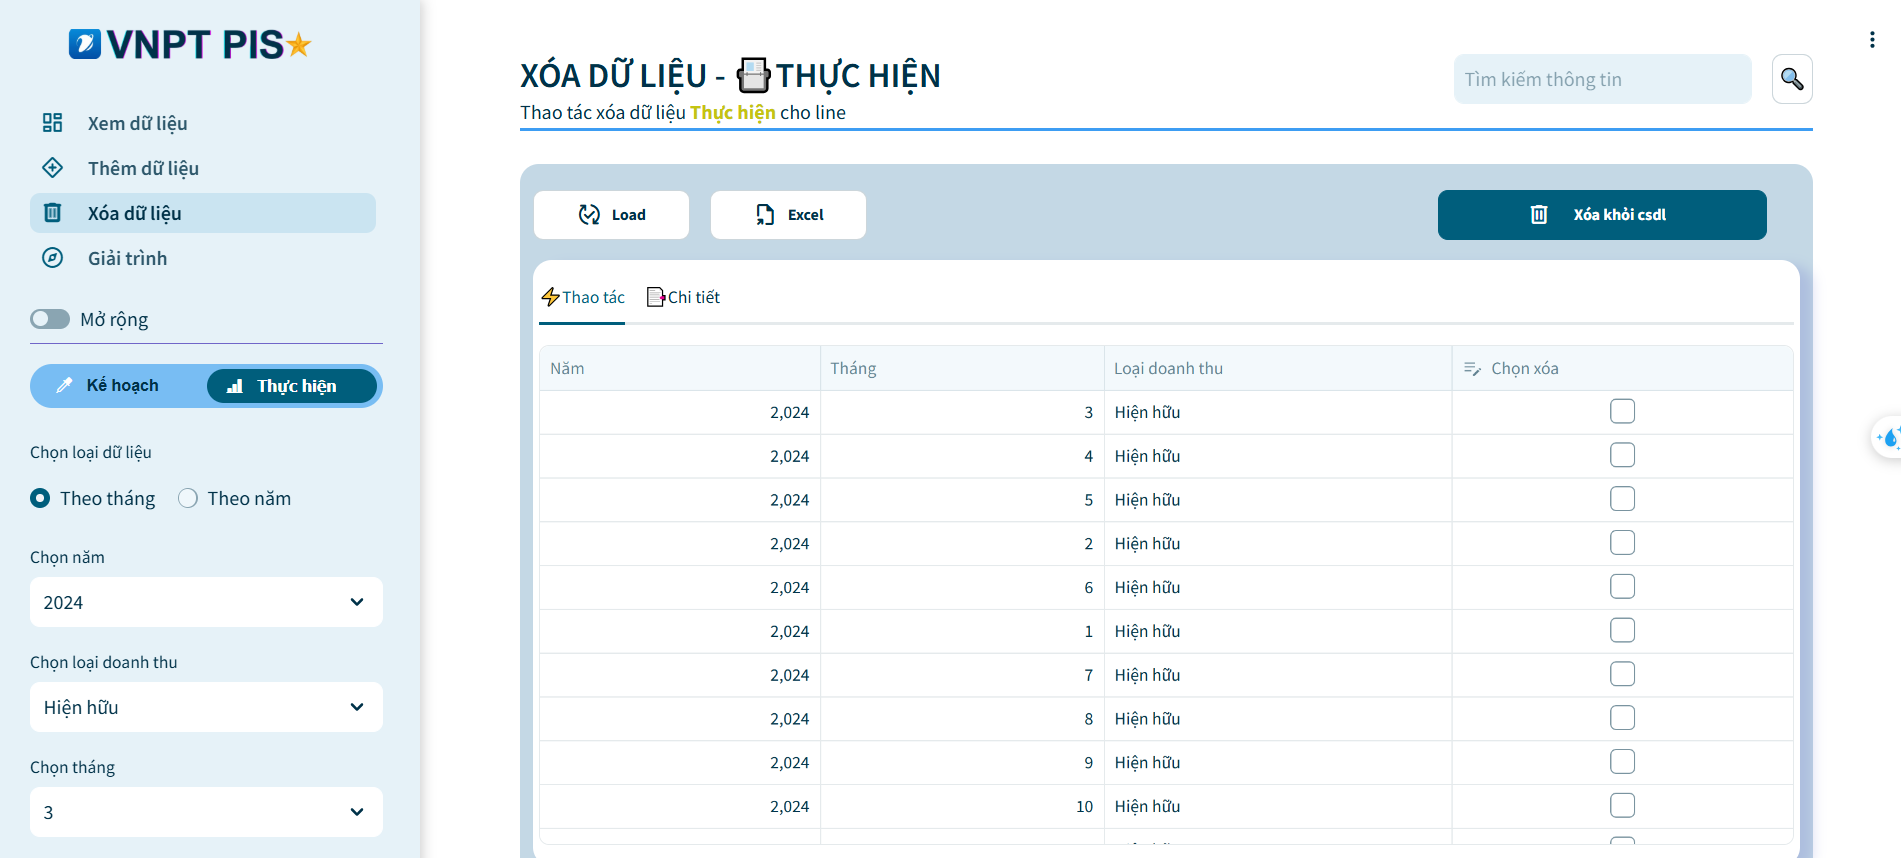 VNPT PIS
Xem dữ liệu
Thêm dữ liệu
Xóa dữ liệu
Giải trình
Mở rộng
Kế hoạch
Thực hiện
Chọn loại dữ liệu
Theo tháng
Theo năm
Chọn năm
2024
Chọn loại doanh thu
Hiện hữu
Chọn tháng
3
XÓA DỮ LIỆU - THỰC HIỆN
Thao tác xóa dữ liệu Thực hiện cho line
Tìm kiếm thông tin
Load
Excel
Xóa khỏi csdl
Thao tác
Chi tiết
Năm Tháng Loại doanh thu Chọn xóa
2,024 3 Hiện hữu
2,024 4 Hiện hữu
2,024 5 Hiện hữu
2,024 2 Hiện hữu
2,024 6 Hiện hữu
2,024 1 Hiện hữu
2,024 7 Hiện hữu
2,024 8 Hiện hữu
2,024 9 Hiện hữu
2,024 10 Hiện hữu